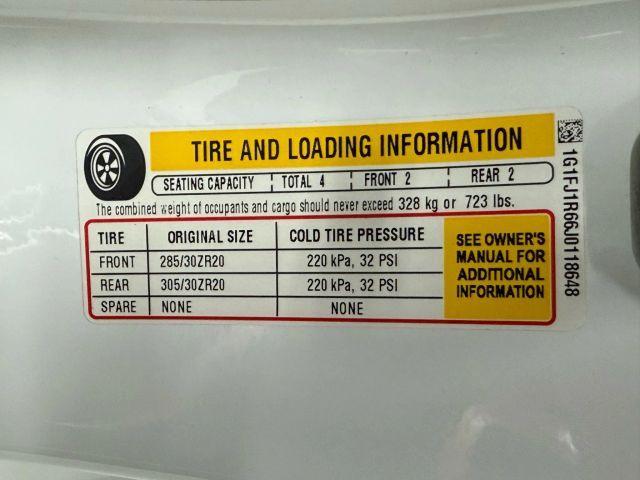 TIRE AND LOADING INFORMATION
SEATING CAPACITY TOTAL 4 FRONT 2 REAR 2
The combined weight of occupants and cargo should never exceed 328 kg or 723 lbs.
TIRE ORIGINAL SIZE COLD TIRE PRESSURE
FRONT 285/30ZR20 220 kPa, 32 PSI
REAR 305/30ZR20 220 kPa, 32 PSI
SPARE NONE NONE
SEE OWNER'S
MANUAL FOR
ADDITIONAL
INFORMATION
1G1FJ1R66J0118648